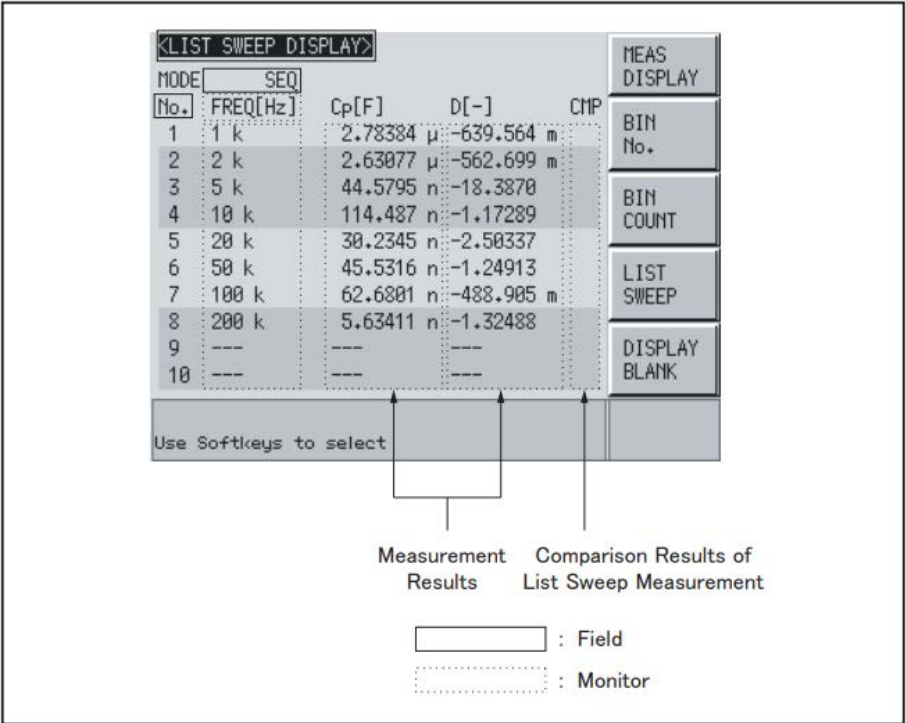 <LIST SWEEP DISPLAY>
MODE SEQ
No. FREQ[Hz] Cp[F] D[-] CMP
1 1 k 2.78384 μ -639.564 m
2 2 k 2.63077 μ -562.699 m
3 5 k 44.5795 n -18.3870
4 10 k 114.487 n -1.17289
5 20 k 30.2345 n -2.50337
6 50 k 45.5316 n -1.24913
7 100 k 62.6801 n -488.905 m
8 200 k 5.63411 n -1.32488
9 --- --- ---
10 --- --- ---
MEAS
DISPLAY
BIN
No.
BIN
COUNT
LIST
SWEEP
DISPLAY
BLANK
Use Softkeys to select
Measurement
Results
Comparison Results of
List Sweep Measurement
: Field
: Monitor